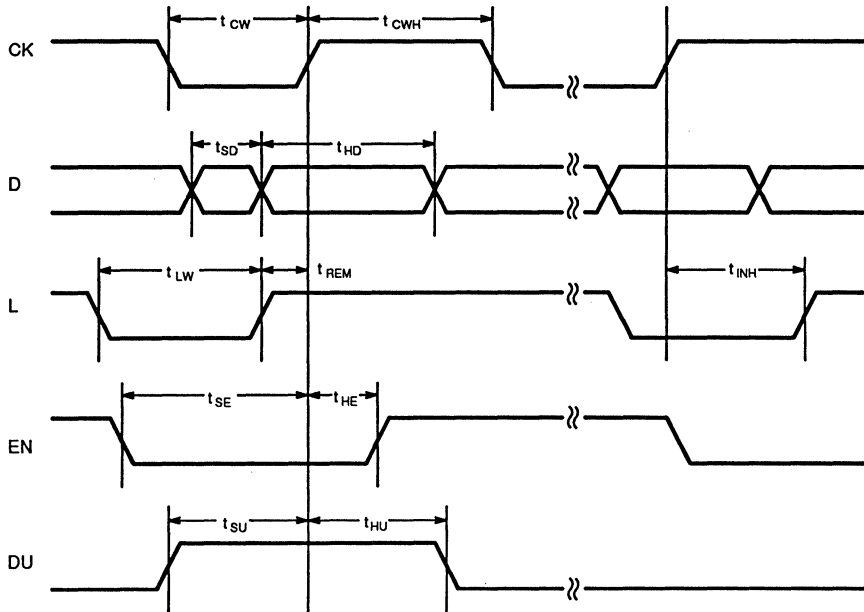 t CW t CWH
CK
t SD t HD
D
t LW t REM t INH
L
t SE t HE
EN
t SU t HU
DU